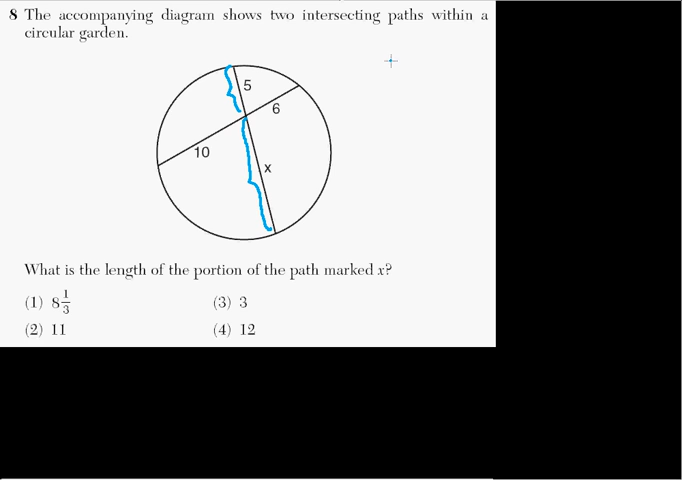 8 The accompanying diagram shows two intersecting paths within a
circular garden.
5
6
10
x
What is the length of the portion of the path marked x?
(1) 8 1/3 (3) 3
(2) 11 (4) 12